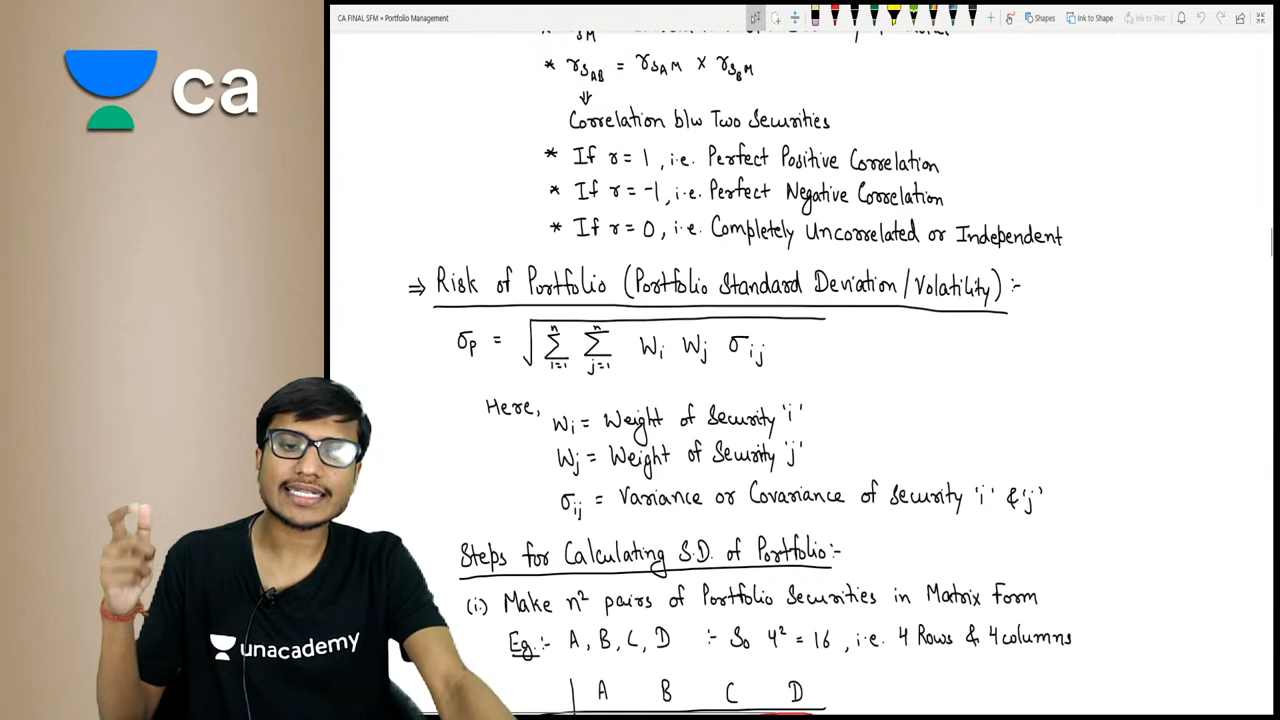 CA FINAL SFM » Portfolio Management
Shapes
Ink to Shape
Ink to Text
ca
* r_SAB = r_SAM × r_SBM
⇓
Correlation b/w Two Securities
* If r = 1, i.e. Perfect Positive Correlation
* If r = -1, i.e. Perfect Negative Correlation
* If r = 0, i.e. Completely Uncorrelated or Independent
⇒ Risk of Portfolio (Portfolio Standard Deviation/Volatility) :-
σp = √ n Σ i=1 n Σ j=1 Wi Wj σij
Here,
Wi = Weight of Security 'i'
Wj = Weight of Security 'j'
σij = Variance or Covariance of Security 'i' & 'j'
Steps for Calculating S.D. of Portfolio:-
(i.) Make n² pairs of Portfolio Securities in Matrix Form
Eg:- A, B, C, D :- So 4² = 16, i.e. 4 Rows & 4 columns
A B C D
unacademy